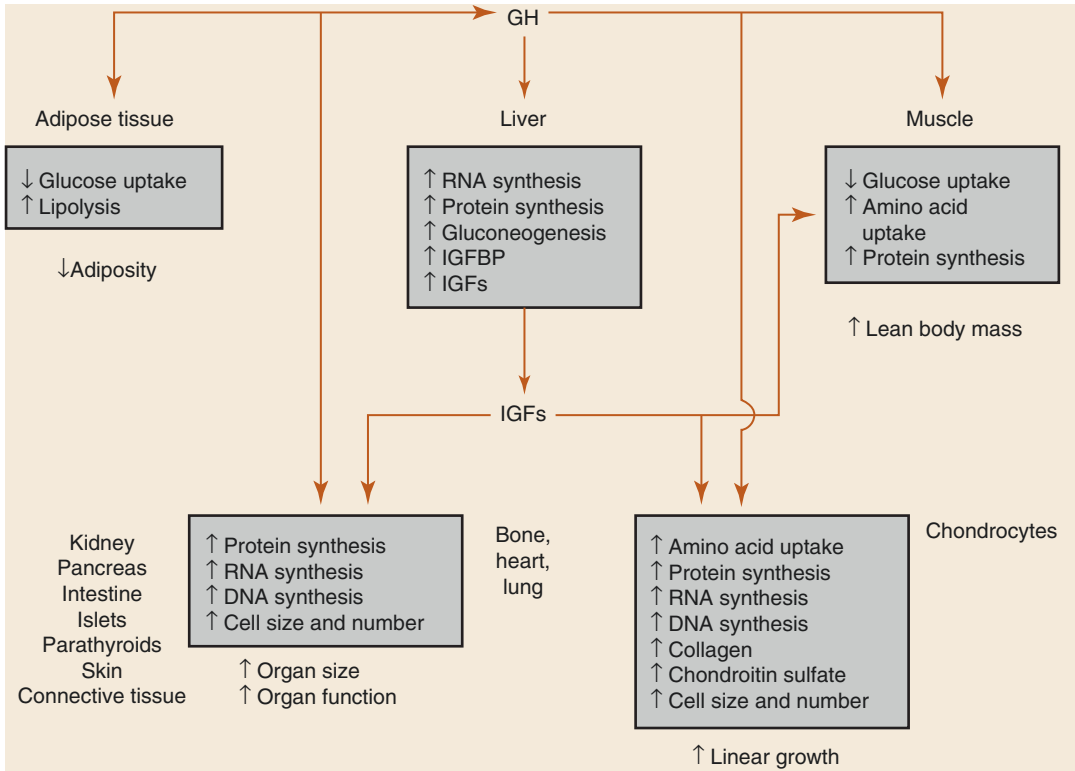 GH
Adipose tissue
↓ Glucose uptake
↑ Lipolysis
↓Adiposity
Liver
↑ RNA synthesis
↑ Protein synthesis
↑ Gluconeogenesis
↑ IGFBP
↑ IGFs
Muscle
↓ Glucose uptake
↑ Amino acid
uptake
↑ Protein synthesis
↑ Lean body mass
IGFs
Kidney
Pancreas
Intestine
Islets
Parathyroids
Skin
Connective tissue
↑ Protein synthesis
↑ RNA synthesis
↑ DNA synthesis
↑ Cell size and number
↑ Organ size
↑ Organ function
Bone,
heart,
lung
↑ Amino acid uptake
↑ Protein synthesis
↑ RNA synthesis
↑ DNA synthesis
↑ Collagen
↑ Chondroitin sulfate
↑ Cell size and number
↑ Linear growth
Chondrocytes